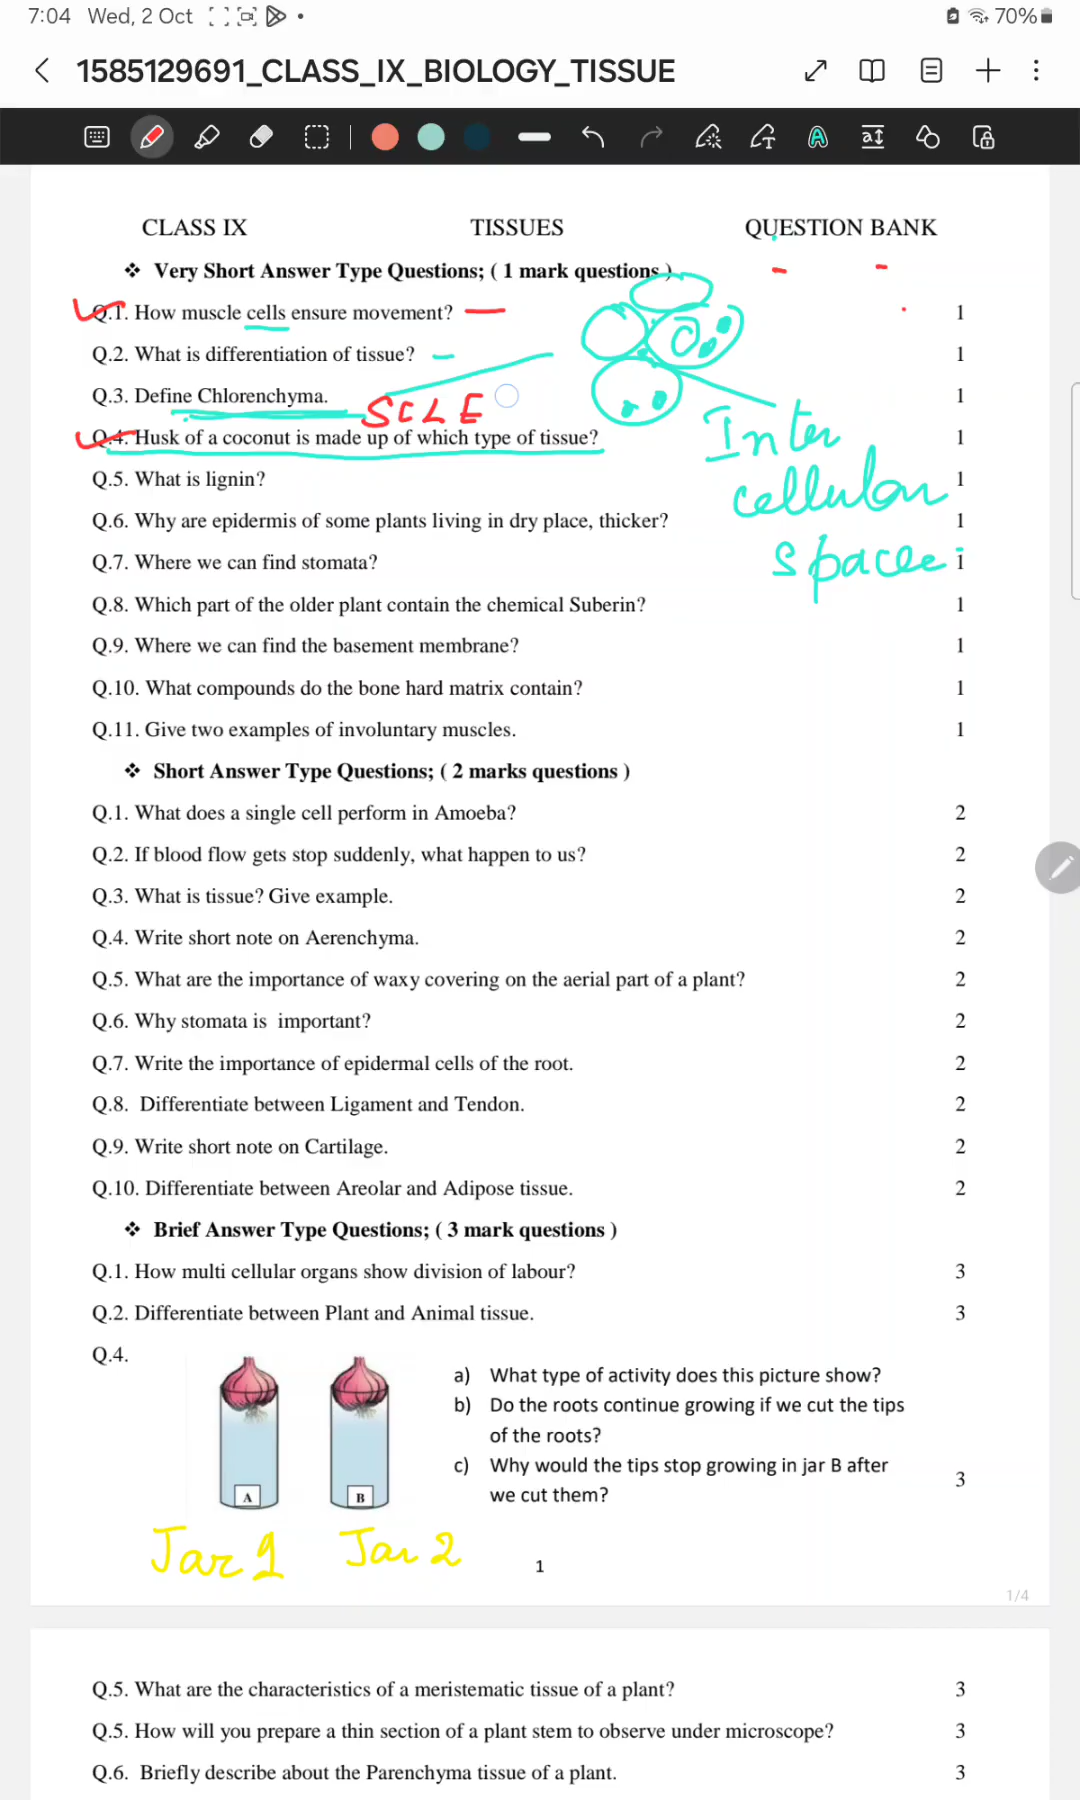 7:04 Wed, 2 Oct
70%
1585129691_CLASS_IX_BIOLOGY_TISSUE
CLASS IX TISSUES QUESTION BANK
❖ Very Short Answer Type Questions; ( 1 mark questions )
Q.1. How muscle cells ensure movement? 1
Q.2. What is differentiation of tissue? 1
Q.3. Define Chlorenchyma. 1
SCLE
Inter
cellular
space
Q.4. Husk of a coconut is made up of which type of tissue? 1
Q.5. What is lignin? 1
Q.6. Why are epidermis of some plants living in dry place, thicker? 1
Q.7. Where we can find stomata? 1
Q.8. Which part of the older plant contain the chemical Suberin? 1
Q.9. Where we can find the basement membrane? 1
Q.10. What compounds do the bone hard matrix contain? 1
Q.11. Give two examples of involuntary muscles. 1
❖ Short Answer Type Questions; ( 2 marks questions )
Q.1. What does a single cell perform in Amoeba? 2
Q.2. If blood flow gets stop suddenly, what happen to us? 2
Q.3. What is tissue? Give example. 2
Q.4. Write short note on Aerenchyma. 2
Q.5. What are the importance of waxy covering on the aerial part of a plant? 2
Q.6. Why stomata is important? 2
Q.7. Write the importance of epidermal cells of the root. 2
Q.8. Differentiate between Ligament and Tendon. 2
Q.9. Write short note on Cartilage. 2
Q.10. Differentiate between Areolar and Adipose tissue. 2
❖ Brief Answer Type Questions; ( 3 mark questions )
Q.1. How multi cellular organs show division of labour? 3
Q.2. Differentiate between Plant and Animal tissue. 3
Q.4.
a) What type of activity does this picture show?
b) Do the roots continue growing if we cut the tips
of the roots?
c) Why would the tips stop growing in jar B after
we cut them? 3
A B
Jar 1 Jar 2
1
1/4
Q.5. What are the characteristics of a meristematic tissue of a plant? 3
Q.5. How will you prepare a thin section of a plant stem to observe under microscope? 3
Q.6. Briefly describe about the Parenchyma tissue of a plant. 3